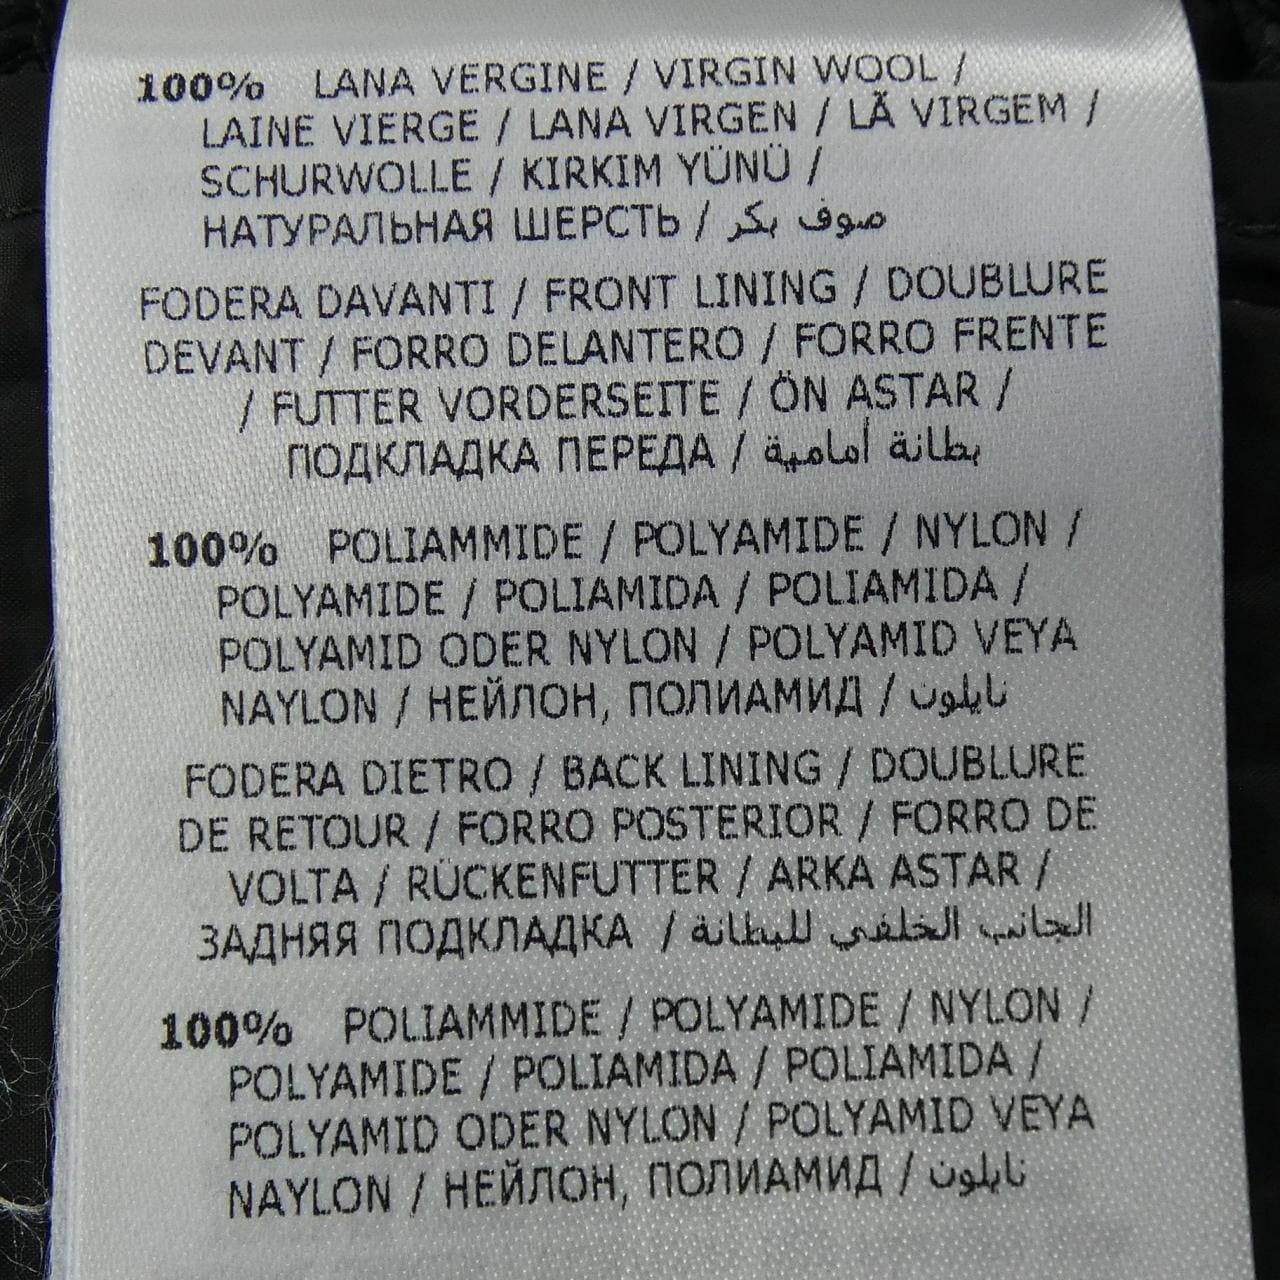 100% LANA VERGINE / VIRGIN WOOL /
LAINE VIERGE / LANA VIRGEN / LÃ VIRGEM /
SCHURWOLLE / KIRKIM YÜNÜ /
НАТУРАЛЬНАЯ ШЕРСТЬ / صوف بكر
FODERA DAVANTI / FRONT LINING / DOUBLURE
DEVANT / FORRO DELANTERO / FORRO FRENTE
/ FUTTER VORDERSEITE / ÖN ASTAR /
ПОДКЛАДКА ПЕРЕДА / بطانة أمامية
100% POLIAMMIDE / POLYAMIDE / NYLON /
POLYAMIDE / POLIAMIDA / POLIAMIDA /
POLYAMID ODER NYLON / POLYAMID VEYA
NAYLON / НЕЙЛОН, ПОЛИАМИД / نايلون
FODERA DIETRO / BACK LINING / DOUBLURE
DE RETOUR / FORRO POSTERIOR / FORRO DE
VOLTA / RÜCKENFUTTER / ARKA ASTAR /
ЗАДНЯЯ ПОДКЛАДКА / الجانب الخلفي للبطانة
100% POLIAMMIDE / POLYAMIDE / NYLON /
POLYAMIDE / POLIAMIDA / POLIAMIDA /
POLYAMID ODER NYLON / POLYAMID VEYA
NAYLON / НЕЙЛОН, ПОЛИАМИД / نايلون